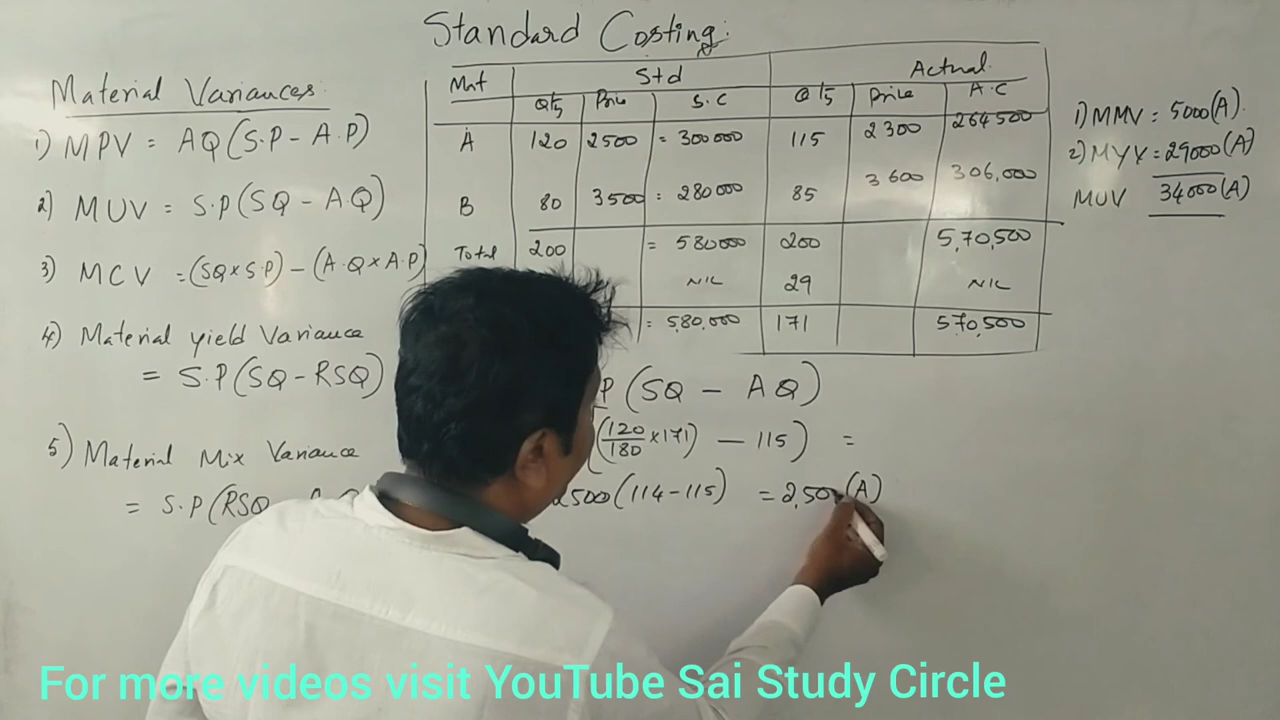 Standard Costing:
Material Variances
1) MPV = AQ(S.P - A.P)
2) MUV = S.P(SQ - A.Q)
3) MCV = (SQ x S.P) - (A.Q x A.P)
4) Material yield Variance
= S.P(SQ - RSQ)
5) Material Mix Variance
= S.P(RSQ
Mat Std Actual
Qty Price S.C Qty Price A.C
A 120 2500 = 300000 115 2300 264500
B 80 3500 = 280000 85 3600 306,000
Total 200 = 580000 200 5,70,500
NIL 29 NIL
= 5,80,000 171 570,500
P(SQ - AQ)
(120/180 x 171) - 115) =
2500(114 - 115) = 2,500(A)
1) MMV = 5000(A).
2) MYV = 29000(A)
MUV 34000(A)
For more videos visit YouTube Sai Study Circle